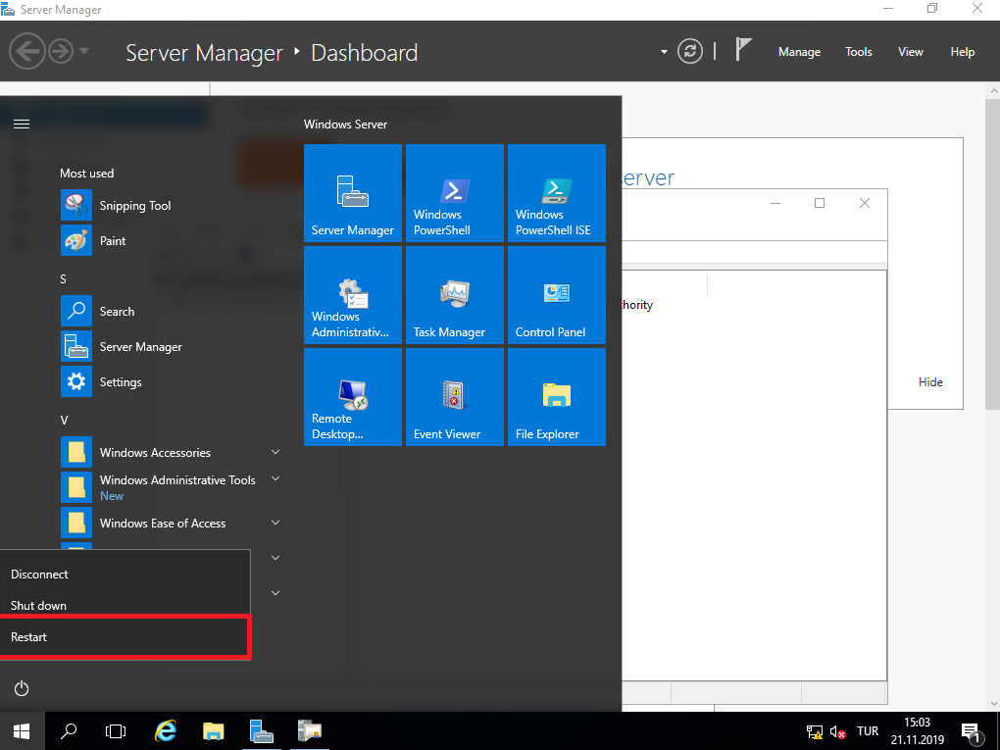 Server Manager
Server Manager
Dashboard
Manage
Tools
View
Help
Windows Server
Most used
Snipping Tool
Paint
S
Search
Server Manager
Settings
V
Windows Accessories
Windows Administrative Tools
New
Windows Ease of Access
Server Manager
Windows
PowerShell
Windows
PowerShell ISE
Windows
Administrativ...
Task Manager
Control Panel
Remote
Desktop...
Event Viewer
File Explorer
erver
hority
Hide
Disconnect
Shut down
Restart
TUR
15:03
21.11.2019
1